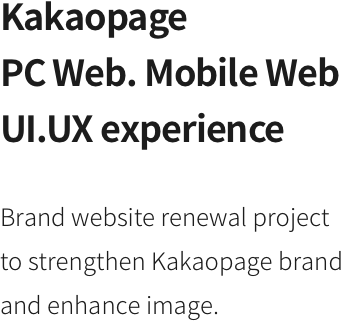 Kakaopage
PC Web. Mobile Web
UI.UX experience
Brand website renewal project
to strengthen Kakaopage brand
and enhance image.